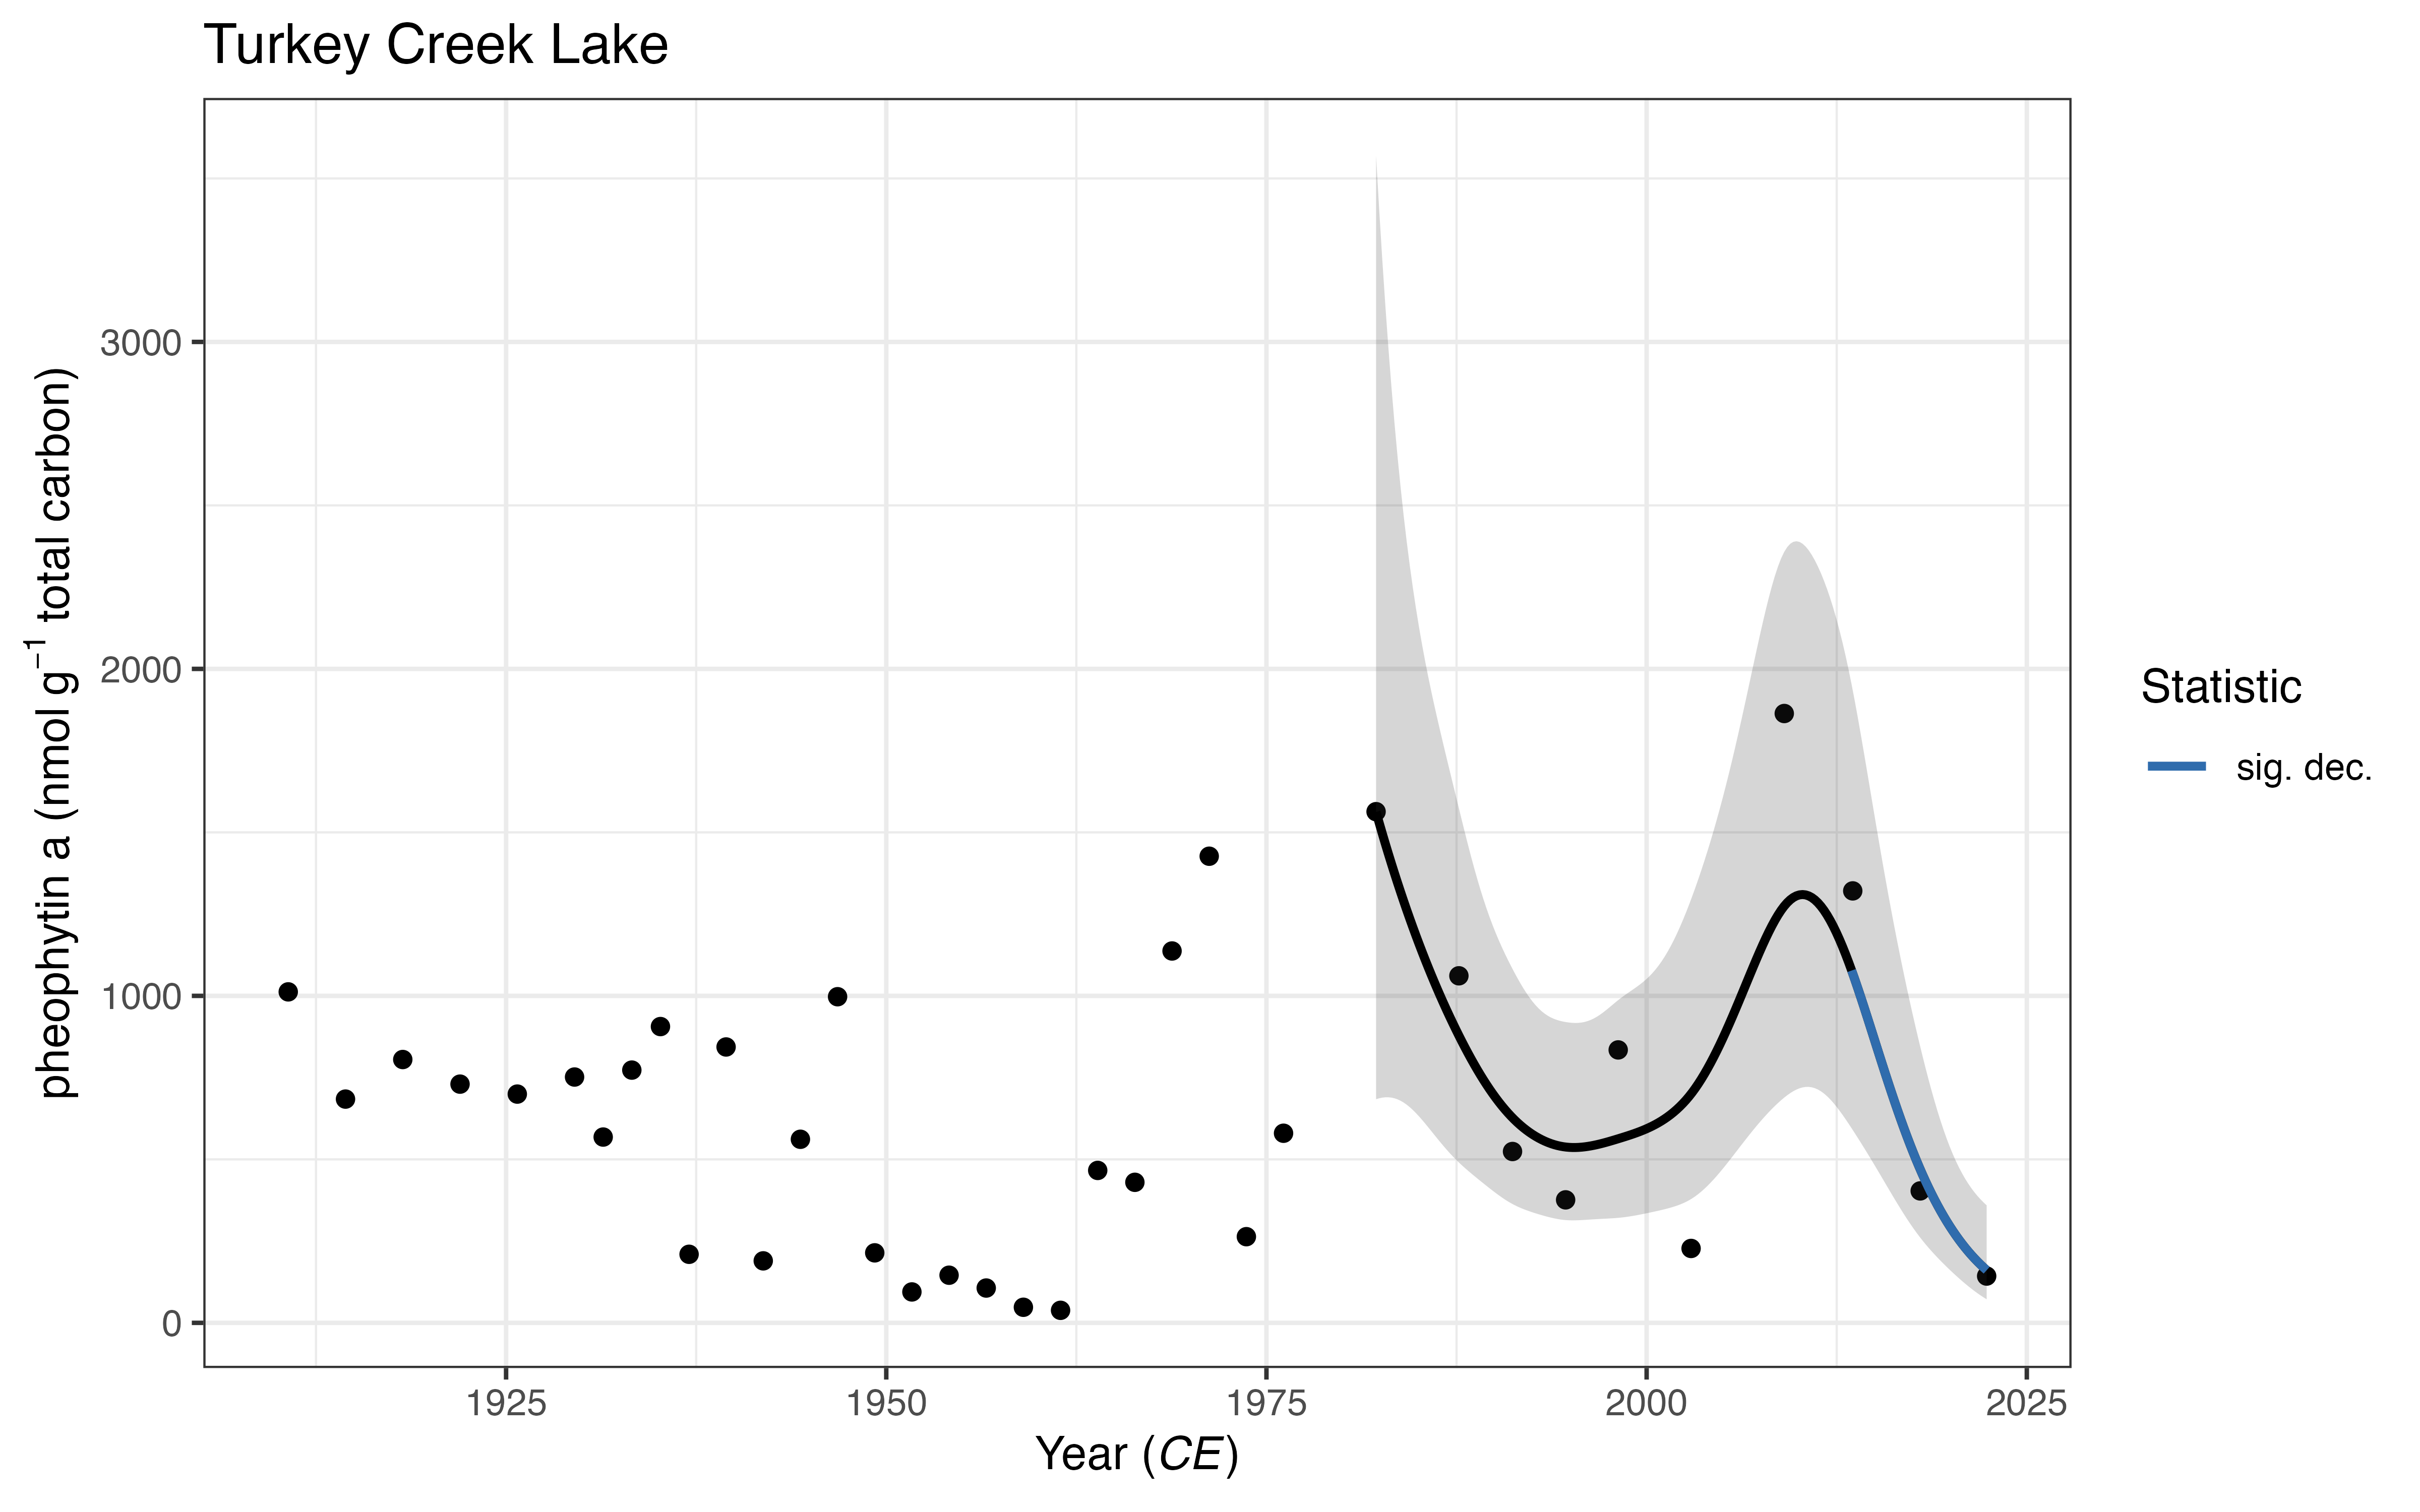 Turkey Creek Lake
pheophytin a (nmol g⁻¹ total carbon)
3000
2000
1000
0
1925 1950 1975 2000 2025
Year (CE)
Statistic
sig. dec.